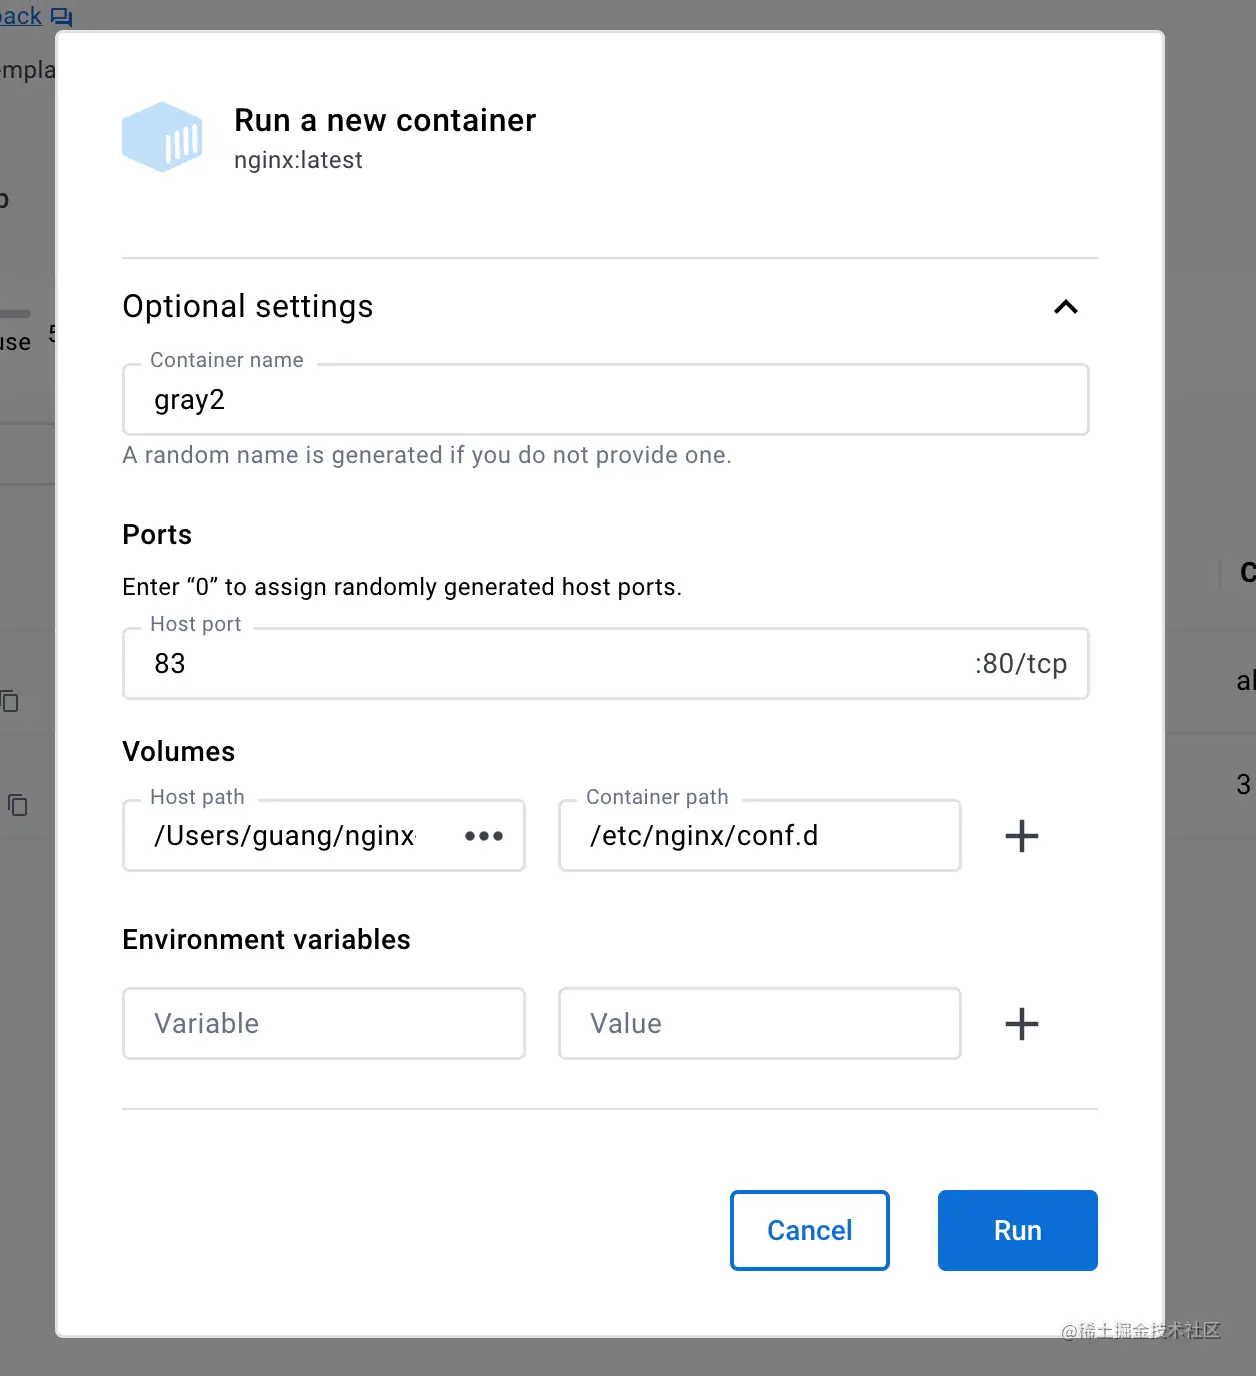 Run a new container
nginx:latest
Optional settings
Container name
gray2
A random name is generated if you do not provide one.
Ports
Enter “0” to assign randomly generated host ports.
Host port
83
:80/tcp
Volumes
Host path
/Users/guang/nginx-
Container path
/etc/nginx/conf.d
Environment variables
Variable
Value
Cancel
Run
3
@稀土掘金技术社区